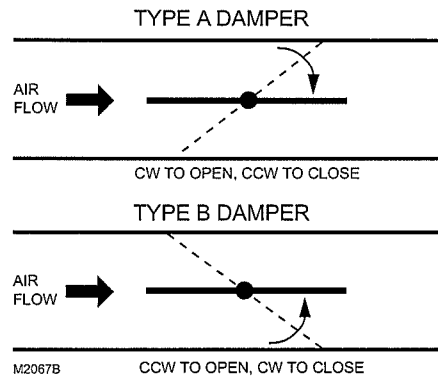 TYPE A DAMPER
AIR
FLOW
CW TO OPEN, CCW TO CLOSE
TYPE B DAMPER
AIR
FLOW
M2067B
CCW TO OPEN, CW TO CLOSE